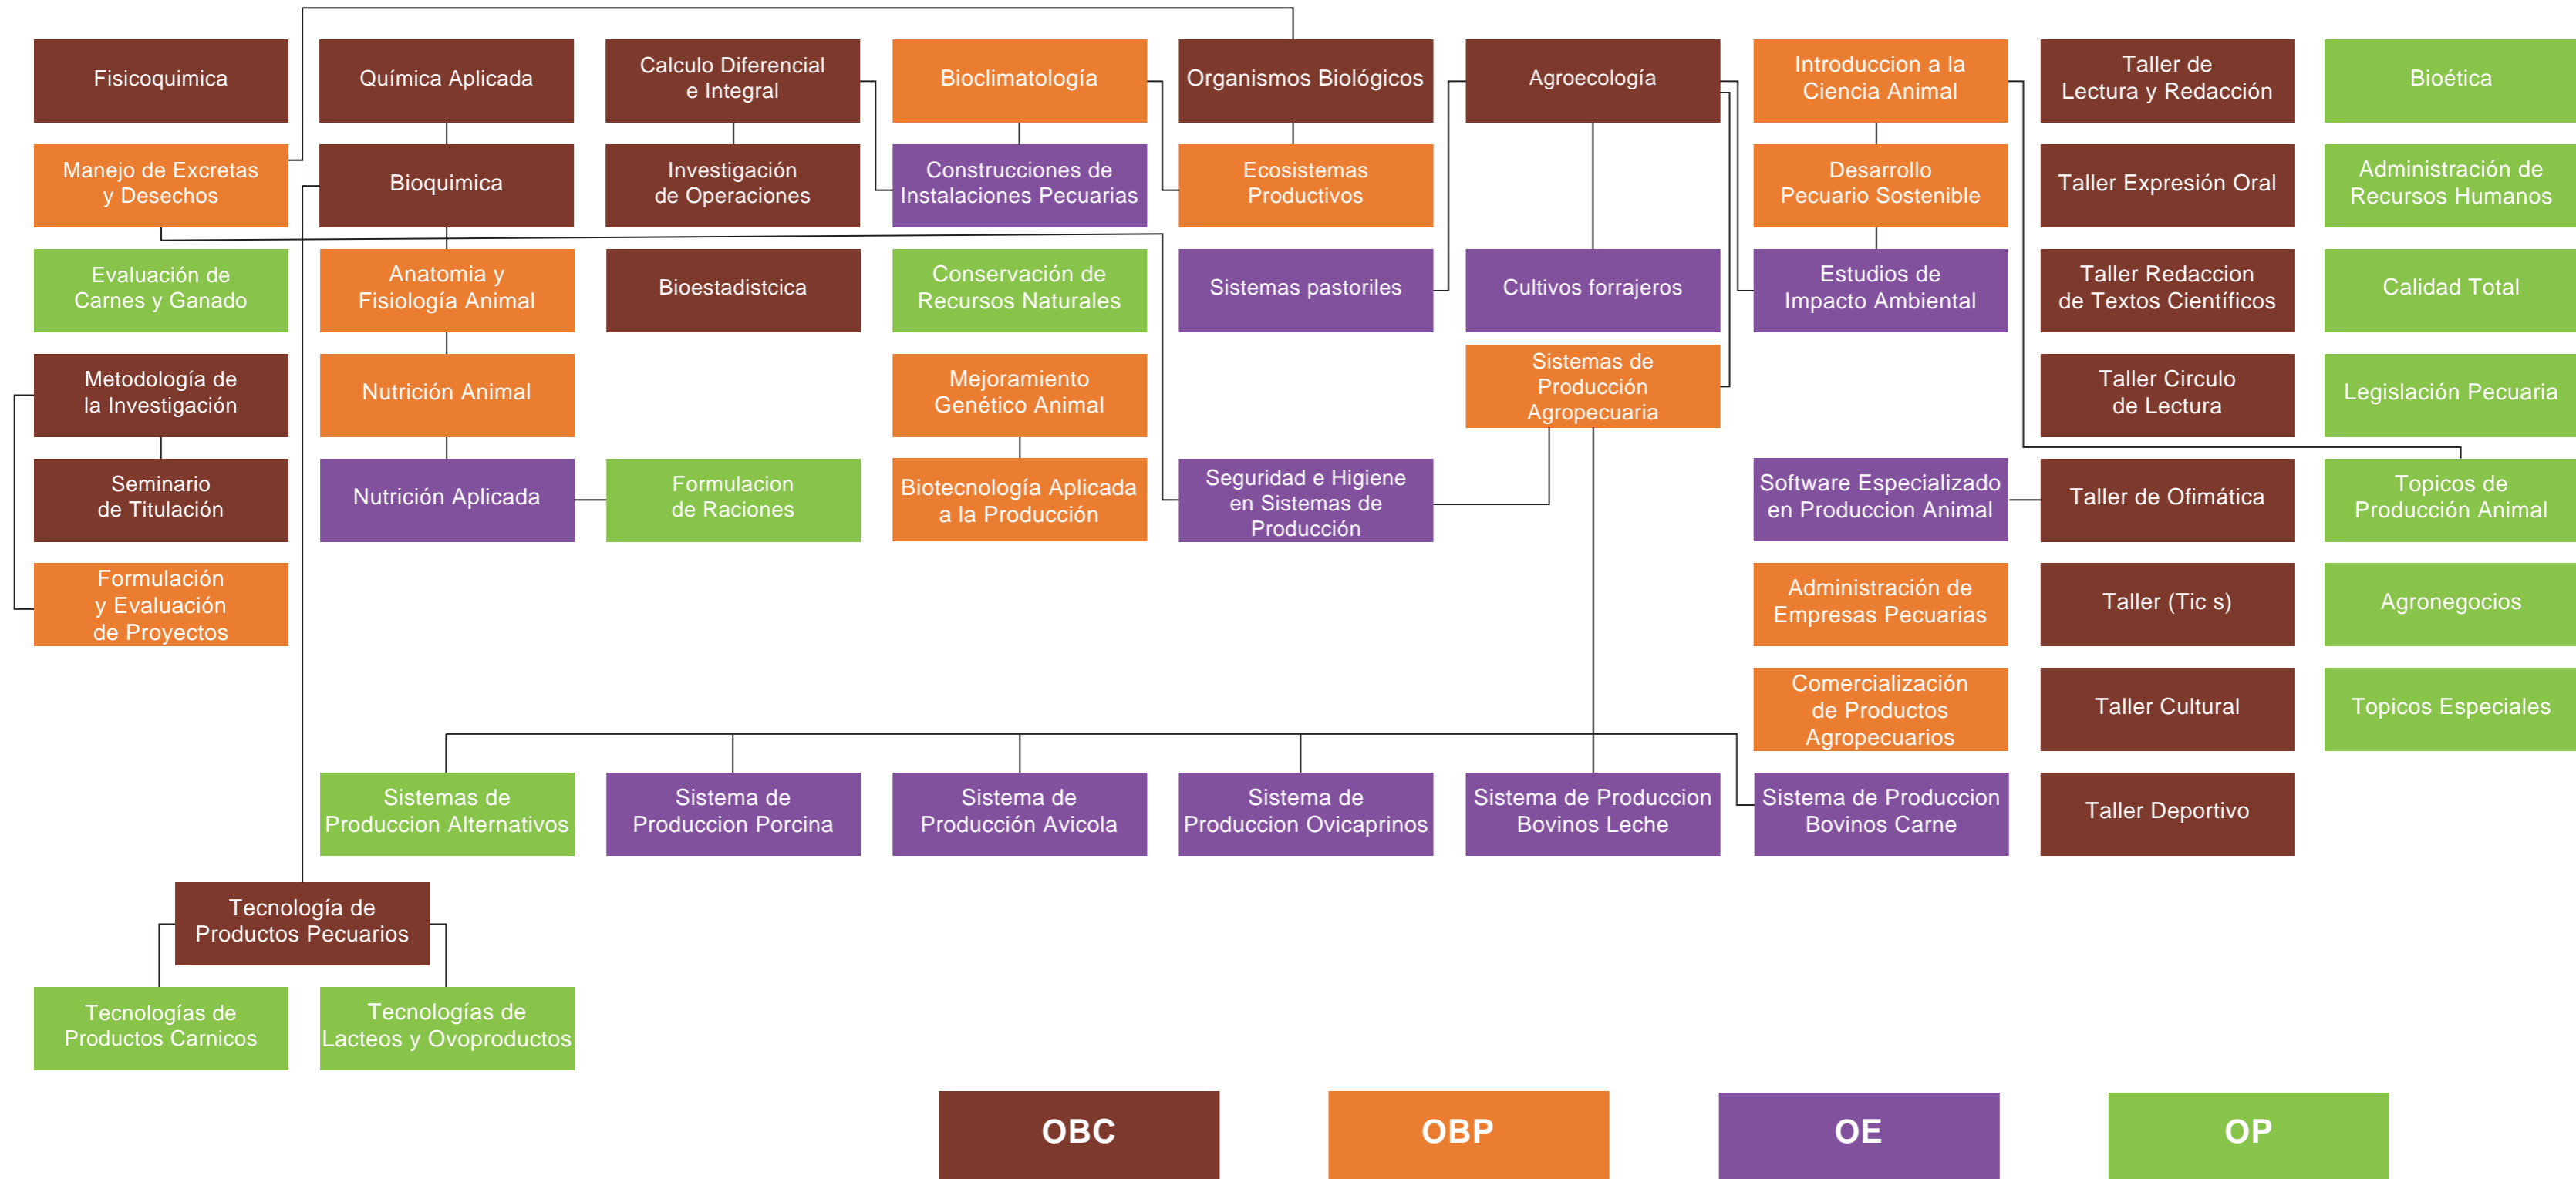 Fisicoquimica
Química Aplicada
Calculo Diferencial
e Integral
Bioclimatología
Organismos Biológicos
Agroecología
Introduccion a la
Ciencia Animal
Taller de
Lectura y Redacción
Bioética
Manejo de Excretas
y Desechos
Bioquimica
Investigación
de Operaciones
Construcciones de
Instalaciones Pecuarias
Ecosistemas
Productivos
Desarrollo
Pecuario Sostenible
Taller Expresión Oral
Administración de
Recursos Humanos
Evaluación de
Carnes y Ganado
Anatomia y
Fisiología Animal
Bioestadistcica
Conservación de
Recursos Naturales
Sistemas pastoriles
Cultivos forrajeros
Estudios de
Impacto Ambiental
Taller Redaccion
de Textos Científicos
Calidad Total
Metodología de
la Investigación
Nutrición Animal
Mejoramiento
Genético Animal
Sistemas de
Producción
Agropecuaria
Taller Circulo
de Lectura
Legislación Pecuaria
Seminario
de Titulación
Nutrición Aplicada
Formulacion
de Raciones
Biotecnología Aplicada
a la Producción
Seguridad e Higiene
en Sistemas de
Producción
Software Especializado
en Produccion Animal
Taller de Ofimática
Topicos de
Producción Animal
Formulación
y Evaluación
de Proyectos
Administración de
Empresas Pecuarias
Taller (Tic s)
Agronegocios
Comercialización
de Productos
Agropecuarios
Taller Cultural
Topicos Especiales
Sistemas de
Produccion Alternativos
Sistema de
Produccion Porcina
Sistema de
Producción Avicola
Sistema de
Produccion Ovicaprinos
Sistema de Produccion
Bovinos Leche
Sistema de Produccion
Bovinos Carne
Taller Deportivo
Tecnología de
Productos Pecuarios
Tecnologías de
Productos Carnicos
Tecnologías de
Lacteos y Ovoproductos
OBC
OBP
OE
OP